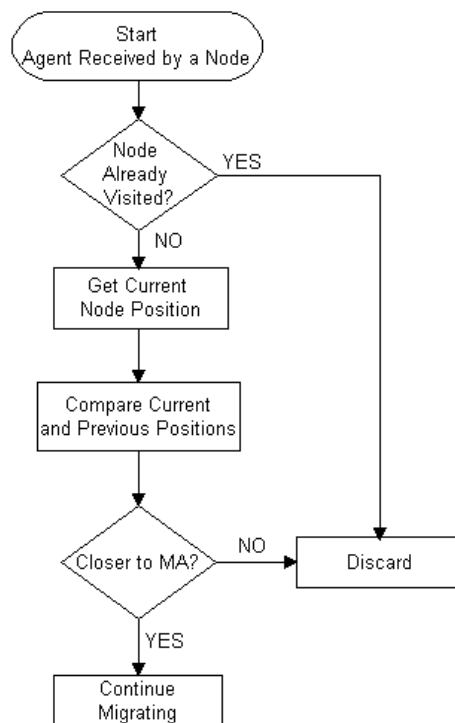 Start
Agent Received by a Node
Node
Already
Visited?
YES
NO
Get Current
Node Position
Compare Current
and Previous Positions
Closer to MA?
NO
Discard
YES
Continue
Migrating